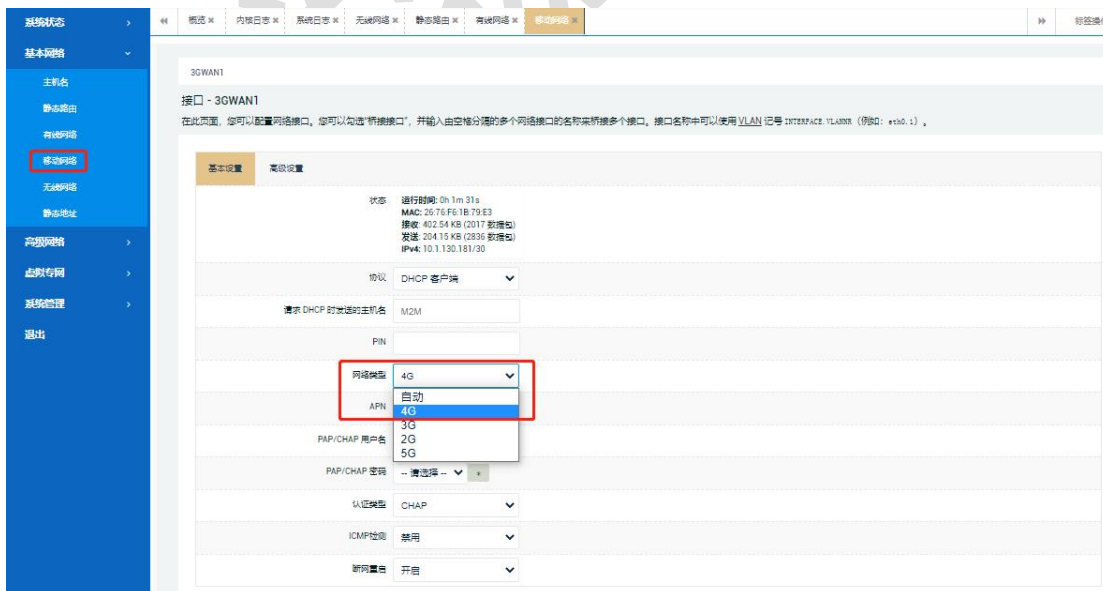 系统状态
概览 × 内核日志 × 系统日志 × 无线网络 × 静态路由 × 有线网络 × 移动网络 ×
基本网络
主机名
静态路由
有线网络
移动网络
无线网络
静态地址
高级网络
虚拟专网
系统管理
退出
3GWAN1
接口 - 3GWAN1
在此页面，您可以配置网络接口。您可以勾选“桥接接口”，并输入由空格分隔的多个网络接口的名称来桥接多个接口。接口名称中可以使用 VLAN 记号 INTERFACE.VLANNR（例如：eth0.1）。
基本设置 高级设置
状态 运行时间: 0h 1m 31s
MAC: 26:76:F6:1B:79:E3
接收: 402.54 KB (2017 数据包)
发送: 204.15 KB (2836 数据包)
IPv4: 10.1.130.181/30
协议 DHCP 客户端
请求 DHCP 时发送的主机名 M2M
PIN
网络类型 4G
自动
APN 4G
3G
PAP/CHAP 用户名 2G
5G
PAP/CHAP 密码 -- 请选择 --
认证类型 CHAP
ICMP检测 禁用
断网重启 开启